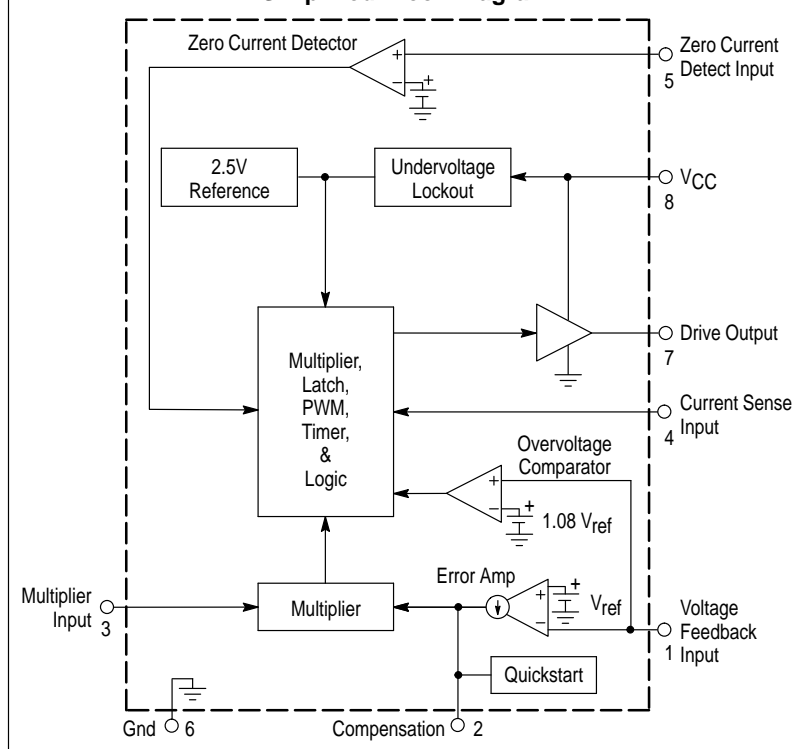 Zero Current Detector
Zero Current
Detect Input
5
+
−
+
2.5V
Reference
Undervoltage
Lockout
VCC
8
Drive Output
7
Multiplier,
Latch,
PWM,
Timer,
&
Logic
Current Sense
Input
4
Overvoltage
Comparator
+
−
+
1.08 Vref
Error Amp
+
−
+
Vref
Multiplier
Input
3
Multiplier
Voltage
Feedback
Input
1
Quickstart
Gnd
6
Compensation
2